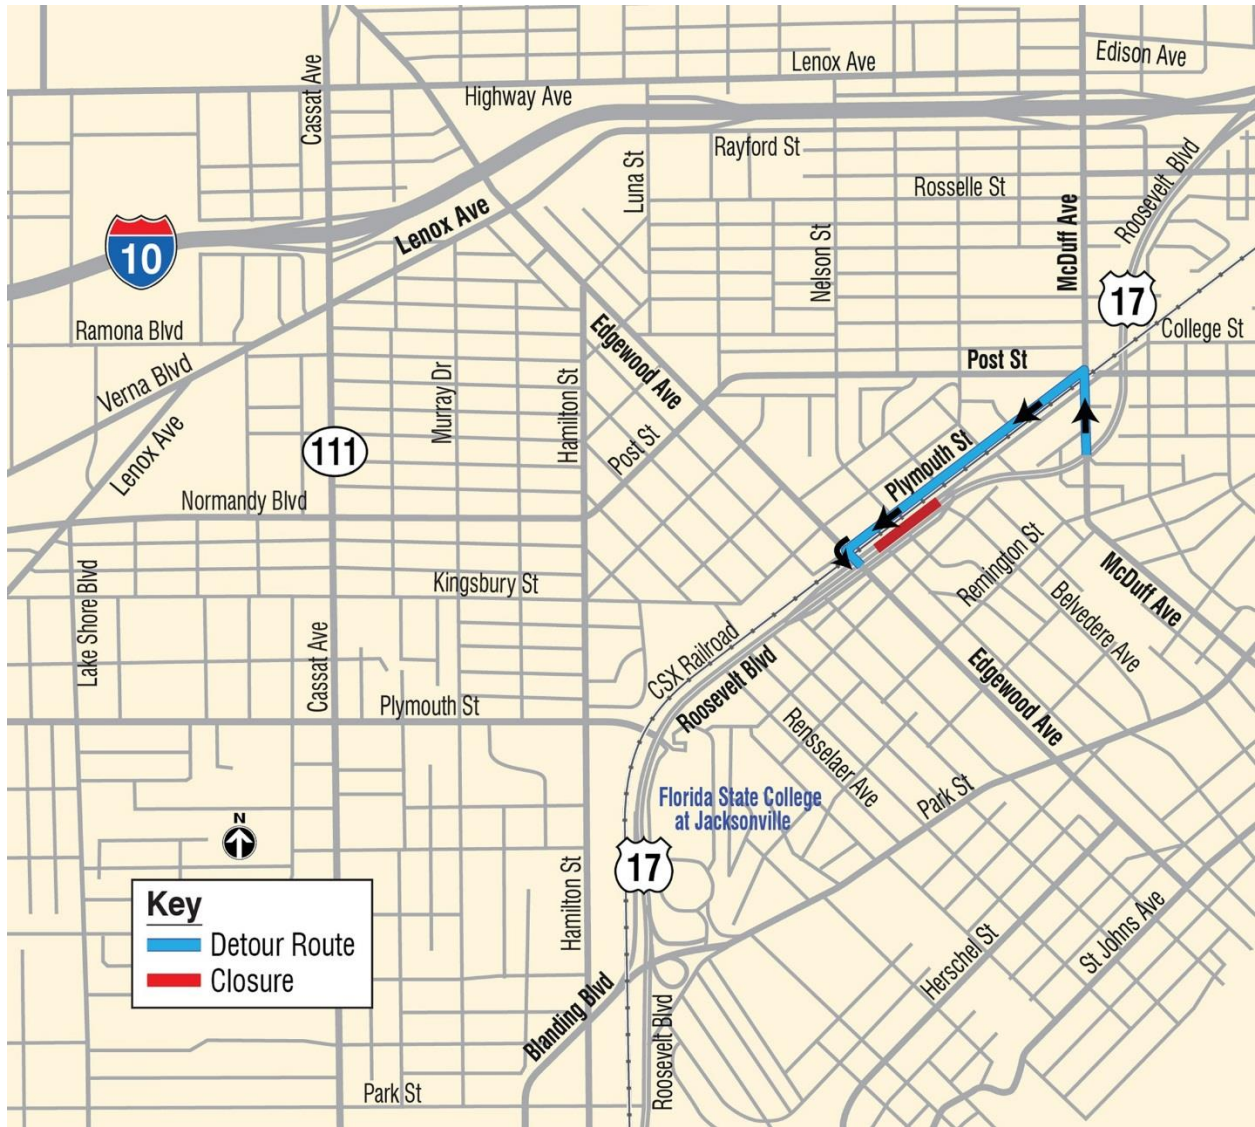 Edison Ave
Lenox Ave
Cassat Ave
Highway Ave
Rayford St
Luna St
Roosevelt Blvd
Rosselle St
McDuff Ave
Lenox Ave
Nelson St
10
17
Ramona Blvd
College St
Edgewood Ave
Post St
Verna Blvd
Murray Dr
Hamilton St
Post St
Lenox Ave
111
Plymouth St
Normandy Blvd
Remington St
Kingsbury St
McDuff Ave
Belvedere Ave
Lake Shore Blvd
Cassat Ave
CSX Railroad
Roosevelt Blvd
Edgewood Ave
Plymouth St
Rensselaer Ave
Park St
Florida State College
at Jacksonville
N
17
Hamilton St
Key
Detour Route
Closure
Herschel St
St Johns Ave
Blanding Blvd
Roosevelt Blvd
Park St